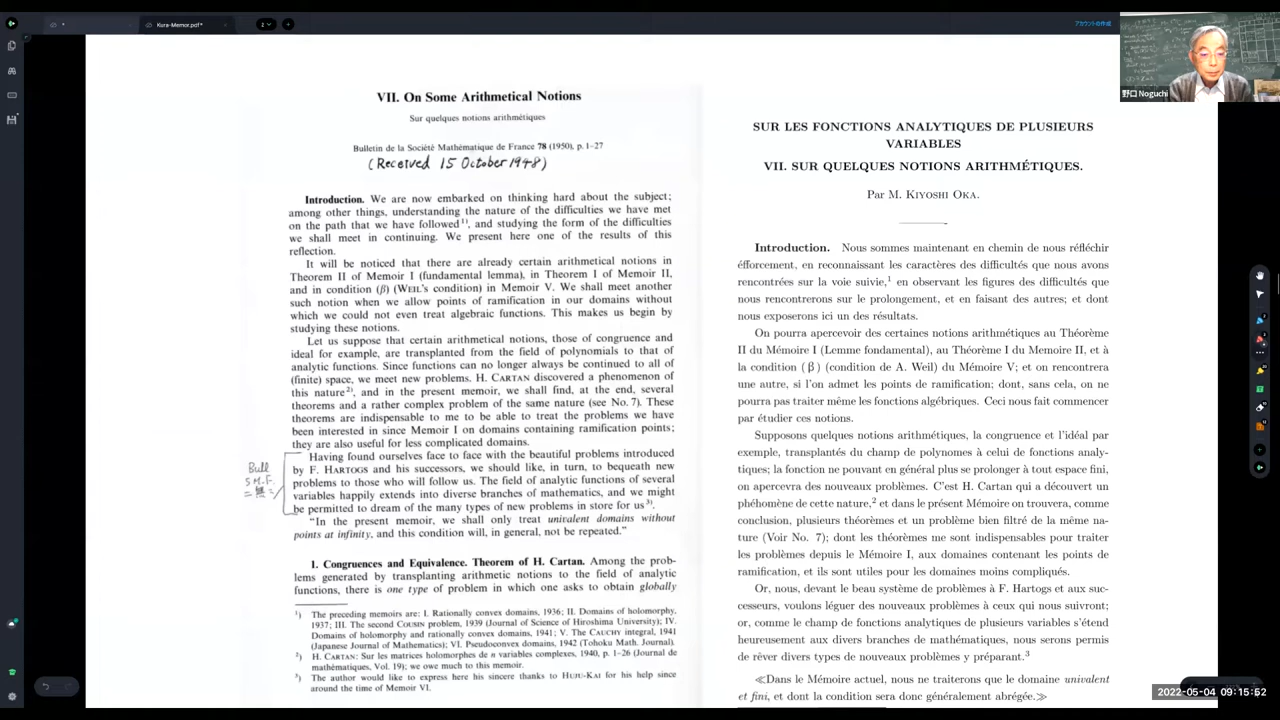 Kura-Memor.pdf*
2
アカウントの作成
野口 Noguchi
VII. On Some Arithmetical Notions
Sur quelques notions arithmétiques
Bulletin de la Société Mathématique de France 78 (1950), p. 1-27
(Received 15 October 1948)
Introduction. We are now embarked on thinking hard about the subject;
among other things, understanding the nature of the difficulties we have met
on the path that we have followed1), and studying the form of the difficulties
we shall meet in continuing. We present here one of the results of this
reflection.
It will be noticed that there are already certain arithmetical notions in
Theorem II of Memoir I (fundamental lemma), in Theorem I of Memoir II,
and in condition (β) (WEIL's condition) in Memoir V. We shall meet another
such notion when we allow points of ramification in our domains without
which we could not even treat algebraic functions. This makes us begin by
studying these notions.
Let us suppose that certain arithmetical notions, those of congruence and
ideal for example, are transplanted from the field of polynomials to that of
analytic functions. Since functions can no longer always be continued to all of
(finite) space, we meet new problems. H. CARTAN discovered a phenomenon of
this nature2), and in the present memoir, we shall find, at the end, several
theorems and a rather complex problem of the same nature (see No. 7). These
theorems are indispensable to me to be able to treat the problems we have
been interested in since Memoir I on domains containing ramification points;
they are also useful for less complicated domains.
Having found ourselves face to face with the beautiful problems introduced
by F. HARTOGS and his successors, we should like, in turn, to bequeath new
problems to those who will follow us. The field of analytic functions of several
variables happily extends into diverse branches of mathematics, and we might
be permitted to dream of the many types of new problems in store for us3).
Bull
S.M.F.
ニ無シ
"In the present memoir, we shall only treat univalent domains without
points at infinity, and this condition will, in general, not be repeated."
1. Congruences and Equivalence. Theorem of H. Cartan. Among the prob-
lems generated by transplanting arithmetic notions to the field of analytic
functions, there is one type of problem in which one asks to obtain globally
1) The preceding memoirs are: I. Rationally convex domains, 1936; II. Domains of holomorphy,
1937; III. The second COUSIN problem, 1939 (Journal of Science of Hiroshima University); IV.
Domains of holomorphy and rationally convex domains, 1941; V. The CAUCHY integral, 1941
(Japanese Journal of Mathematics); VI. Pseudoconvex domains, 1942 (Tohoku Math. Journal).
2) H. CARTAN: Sur les matrices holomorphes de n variables complexes, 1940, p. 1-26 (Journal de
mathématiques, Vol. 19); we owe much to this memoir.
3) The author would like to express here his sincere thanks to HUJU-KAI for his help since
around the time of Memoir VI.
SUR LES FONCTIONS ANALYTIQUES DE PLUSIEURS
VARIABLES
VII. SUR QUELQUES NOTIONS ARITHMÉTIQUES.
Par M. KIYOSHI OKA.
Introduction. Nous sommes maintenant en chemin de nous réfléchir
éfforcement, en reconnaissant les caractères des difficultés que nous avons
rencontrées sur la voie suivie,1 en observant les figures des difficultés que
nous rencontrerons sur le prolongement, et en faisant des autres; et dont
nous exposerons ici un des résultats.
On pourra apercevoir des certaines notions arithmétiques au Théorème
II du Mémoire I (Lemme fondamental), au Théorème I du Memoire II, et à
la condition (β) (condition de A. Weil) du Mémoire V; et on rencontrera
une autre, si l'on admet les points de ramification; dont, sans cela, on ne
pourra pas traiter même les fonctions algébriques. Ceci nous fait commencer
par étudier ces notions.
Supposons quelques notions arithmétiques, la congruence et l'idéal par
exemple, transplantés du champ de polynomes à celui de fonctions analy-
tiques; la fonction ne pouvant en général plus se prolonger à tout espace fini,
on apercevra des nouveaux problèmes. C'est H. Cartan qui a découvert un
phéhomène de cette nature,2 et dans le présent Mémoire on trouvera, comme
conclusion, plusieurs théorèmes et un problème bien filtré de la même na-
ture (Voir No. 7); dont les théorèmes me sont indispensables pour traiter
les problèmes depuis le Mémoire I, aux domaines contenant les points de
ramification, et ils sont utiles pour les domaines moins compliqués.
Or, nous, devant le beau système de problèmes à F. Hartogs et aux suc-
cesseurs, voulons léguer des nouveaux problèmes à ceux qui nous suivront;
or, comme le champ de fonctions analytiques de plusieurs variables s'étend
heureusement aux divers branches de mathématiques, nous serons permis
de rêver divers types de nouveaux problèmes y préparant.3
≪Dans le Mémoire actuel, nous ne traiterons que le domaine univalent
et fini, et dont la condition sera donc généralement abrégée.≫
2022-05-04 09:15:52